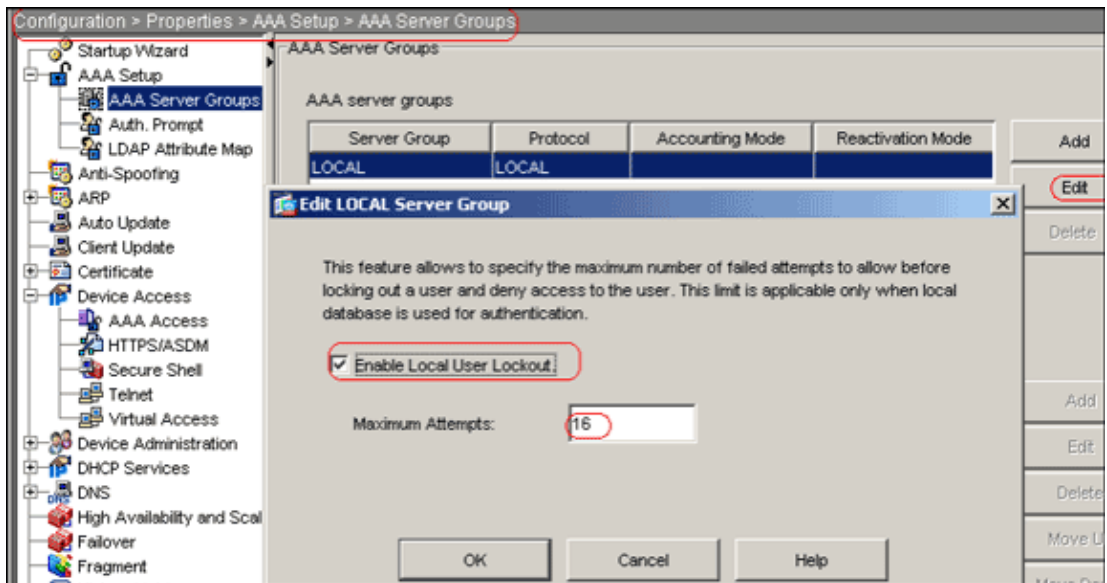 Configuration > Properties > AAA Setup > AAA Server Groups
Startup Wizard
AAA Setup
AAA Server Groups
Auth. Prompt
LDAP Attribute Map
Anti-Spoofing
ARP
Auto Update
Client Update
Certificate
Device Access
AAA Access
HTTPS/ASDM
Secure Shell
Telnet
Virtual Access
Device Administration
DHCP Services
DNS
DNS
High Availability and Scal
Failover
Fragment
AAA Server Groups
AAA server groups
Server Group Protocol Accounting Mode Reactivation Mode
LOCAL LOCAL
Add
Edit
Delete
Edit LOCAL Server Group
This feature allows to specify the maximum number of failed attempts to allow before
locking out a user and deny access to the user. This limit is applicable only when local
database is used for authentication.
Enable Local User Lockout.
Maximum Attempts: 16
OK Cancel Help
Add
Edit
Delete
Move U